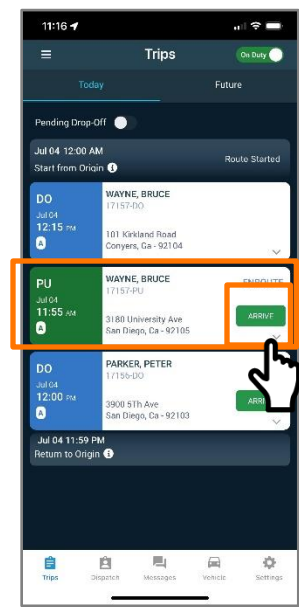 11:16
Trips
On Duty
Today
Future
Pending Drop-Off
Jul 04 12:00 AM
Start from Origin
Route Started
DO
Jul 04
12:15 PM
A
WAYNE, BRUCE
17157-DO
101 Kirkland Road
Conyers, Ga - 92104
PU
Jul 04
11:55 AM
A
WAYNE, BRUCE
17157-PU
3180 University Ave
San Diego, Ca - 92105
ENROUTE
ARRIVE
DO
Jul 04
12:00 PM
A
PARKER, PETER
17156-DO
3900 5Th Ave
San Diego, Ca - 92103
Jul 04 11:59 PM
Return to Origin
Trips
Dispatch
Messages
Vehicle
Settings